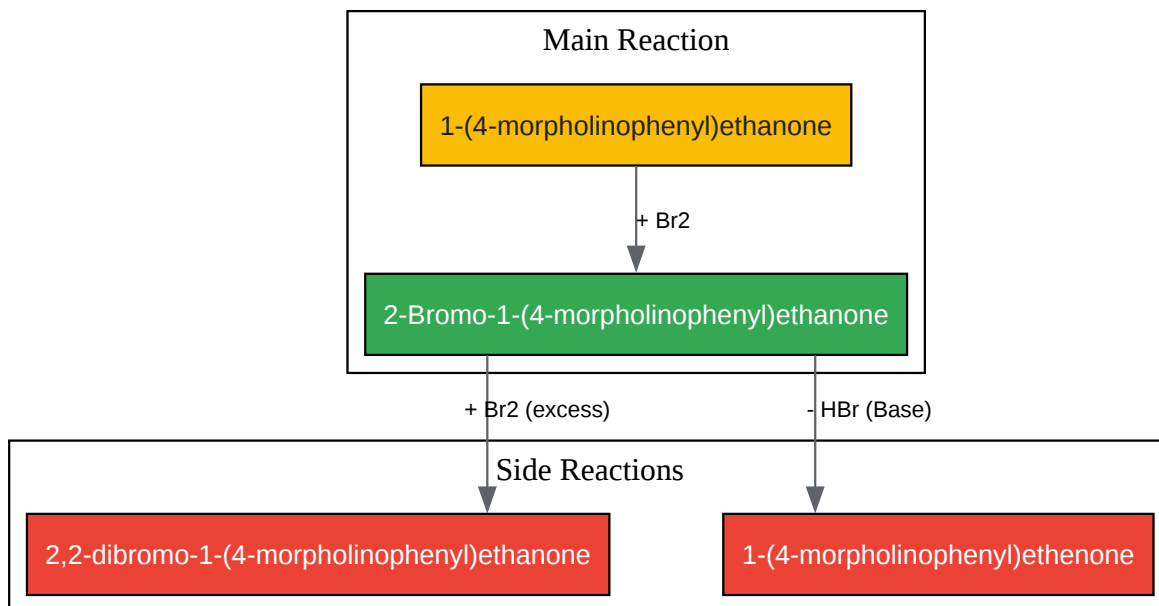 Main Reaction
1-(4-morpholinophenyl)ethanone
+ Br2
2-Bromo-1-(4-morpholinophenyl)ethanone
+ Br2 (excess)
- HBr (Base)
Side Reactions
2,2-dibromo-1-(4-morpholinophenyl)ethanone
1-(4-morpholinophenyl)ethenone